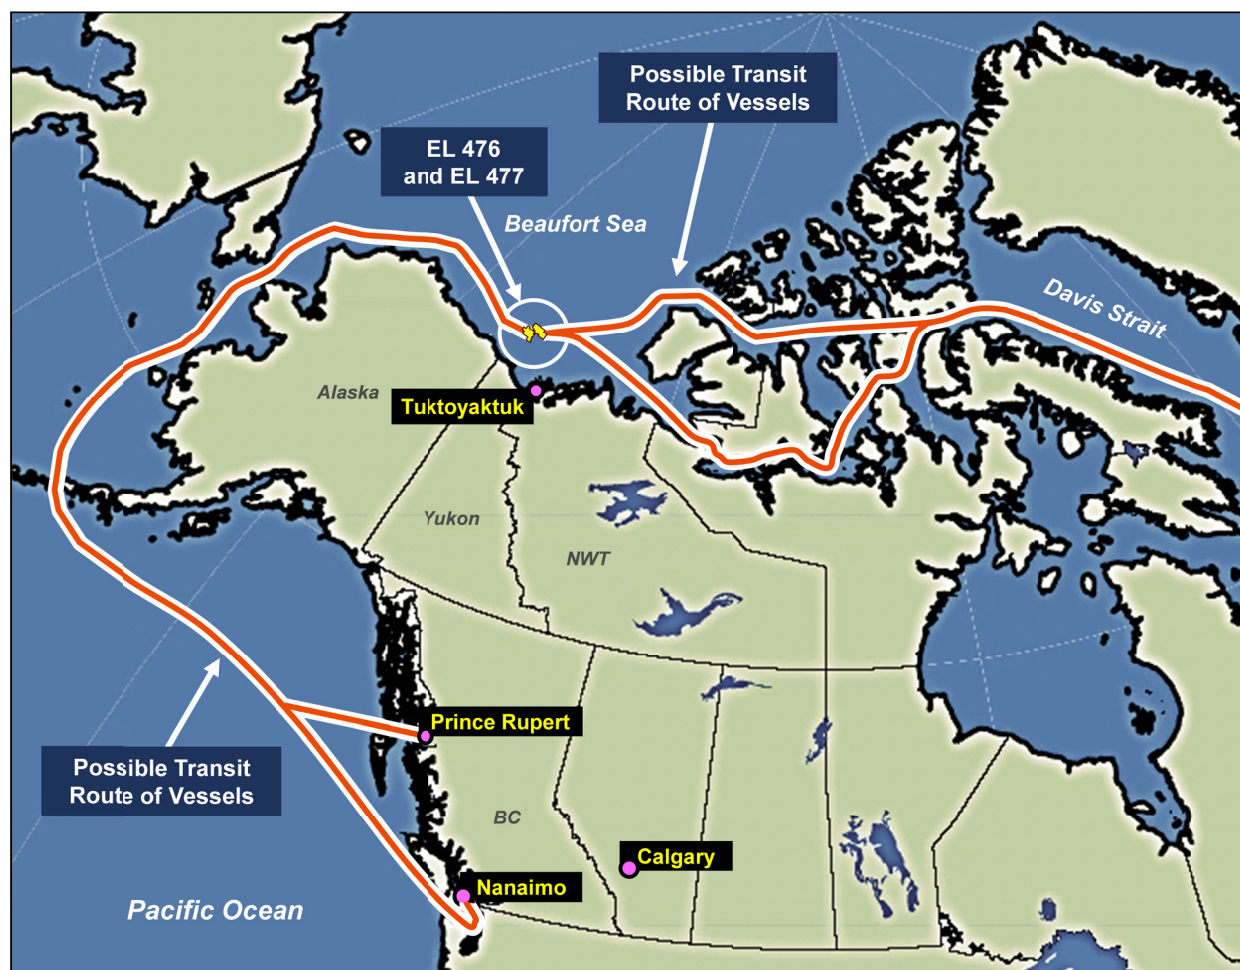 Possible Transit
Route of Vessels
EL 476
and EL 477
Beaufort Sea
Davis Strait
Alaska
Tuktoyaktuk
Yukon
NWT
Prince Rupert
Possible Transit
Route of Vessels
BC
Calgary
Nanaimo
Pacific Ocean